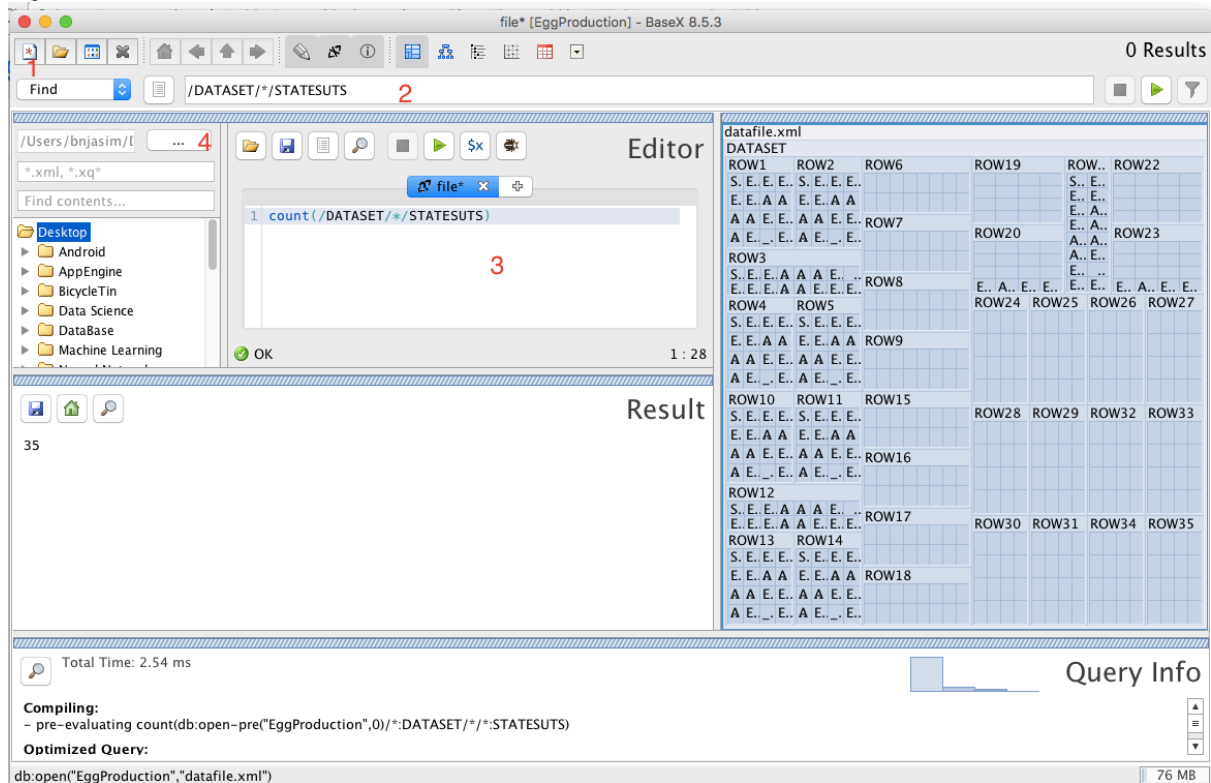 file* [EggProduction] - BaseX 8.5.3
0 Results
1
Find
/DATASET/*/STATESUTS
2
/Users/bnjasim/[
...
4
*.xml, *.xq*
Find contents...
Desktop
Android
AppEngine
BicycleTin
Data Science
DataBase
Machine Learning
$x
Editor
file*
1 count(/DATASET/*/STATESUTS)
3
OK
1 : 28
Result
35
datafile.xml
DATASET
ROW1 ROW2 ROW6 ROW19 ROW.. ROW22
S. E.. E. E.. S. E. E. E.. S.. E..
E. E.. A A E. E.. A A E.. E..
E.. A..
A A E. E.. A A E. E.. ROW7 E.. A..
ROW20 ROW23
A E.. _. E.. A E.. _. E.. A.. A..
ROW3 A.. E..
S.. E. E.. A A A E.. .. ROW8 E.. ..
E. E. E. A A E. E. E.. E.. A.. E.. E.. E.. E.. E.. A.. E.. E..
ROW4 ROW5 ROW24 ROW25 ROW26 ROW27
S. E. E. E.. S. E. E. E..
E. E.. A A E. E.. A A ROW9
A A E. E.. A A E. E..
A E.. _. E.. A E.. _. E..
ROW10 ROW11 ROW15
S. E. E. E.. S. E. E. E.. ROW28 ROW29 ROW32 ROW33
E. E.. A A E. E.. A A
A A E. E.. A A E. E.. ROW16
A E.. _. E.. A E.. _. E..
ROW12
S.. E. E.. A A A E.. .. ROW17
E. E. E. A A E. E. E.. ROW30 ROW31 ROW34 ROW35
ROW13 ROW14
S. E. E. E.. S. E. E. E..
E. E.. A A E. E.. A A ROW18
A A E. E.. A A E. E..
A E.. _. E.. A E.. _. E..
Total Time: 2.54 ms
Query Info
Compiling:
- pre-evaluating count(db:open-pre("EggProduction",0)/*:DATASET/*/*:STATESUTS)
Optimized Query:
db:open("EggProduction","datafile.xml")
76 MB